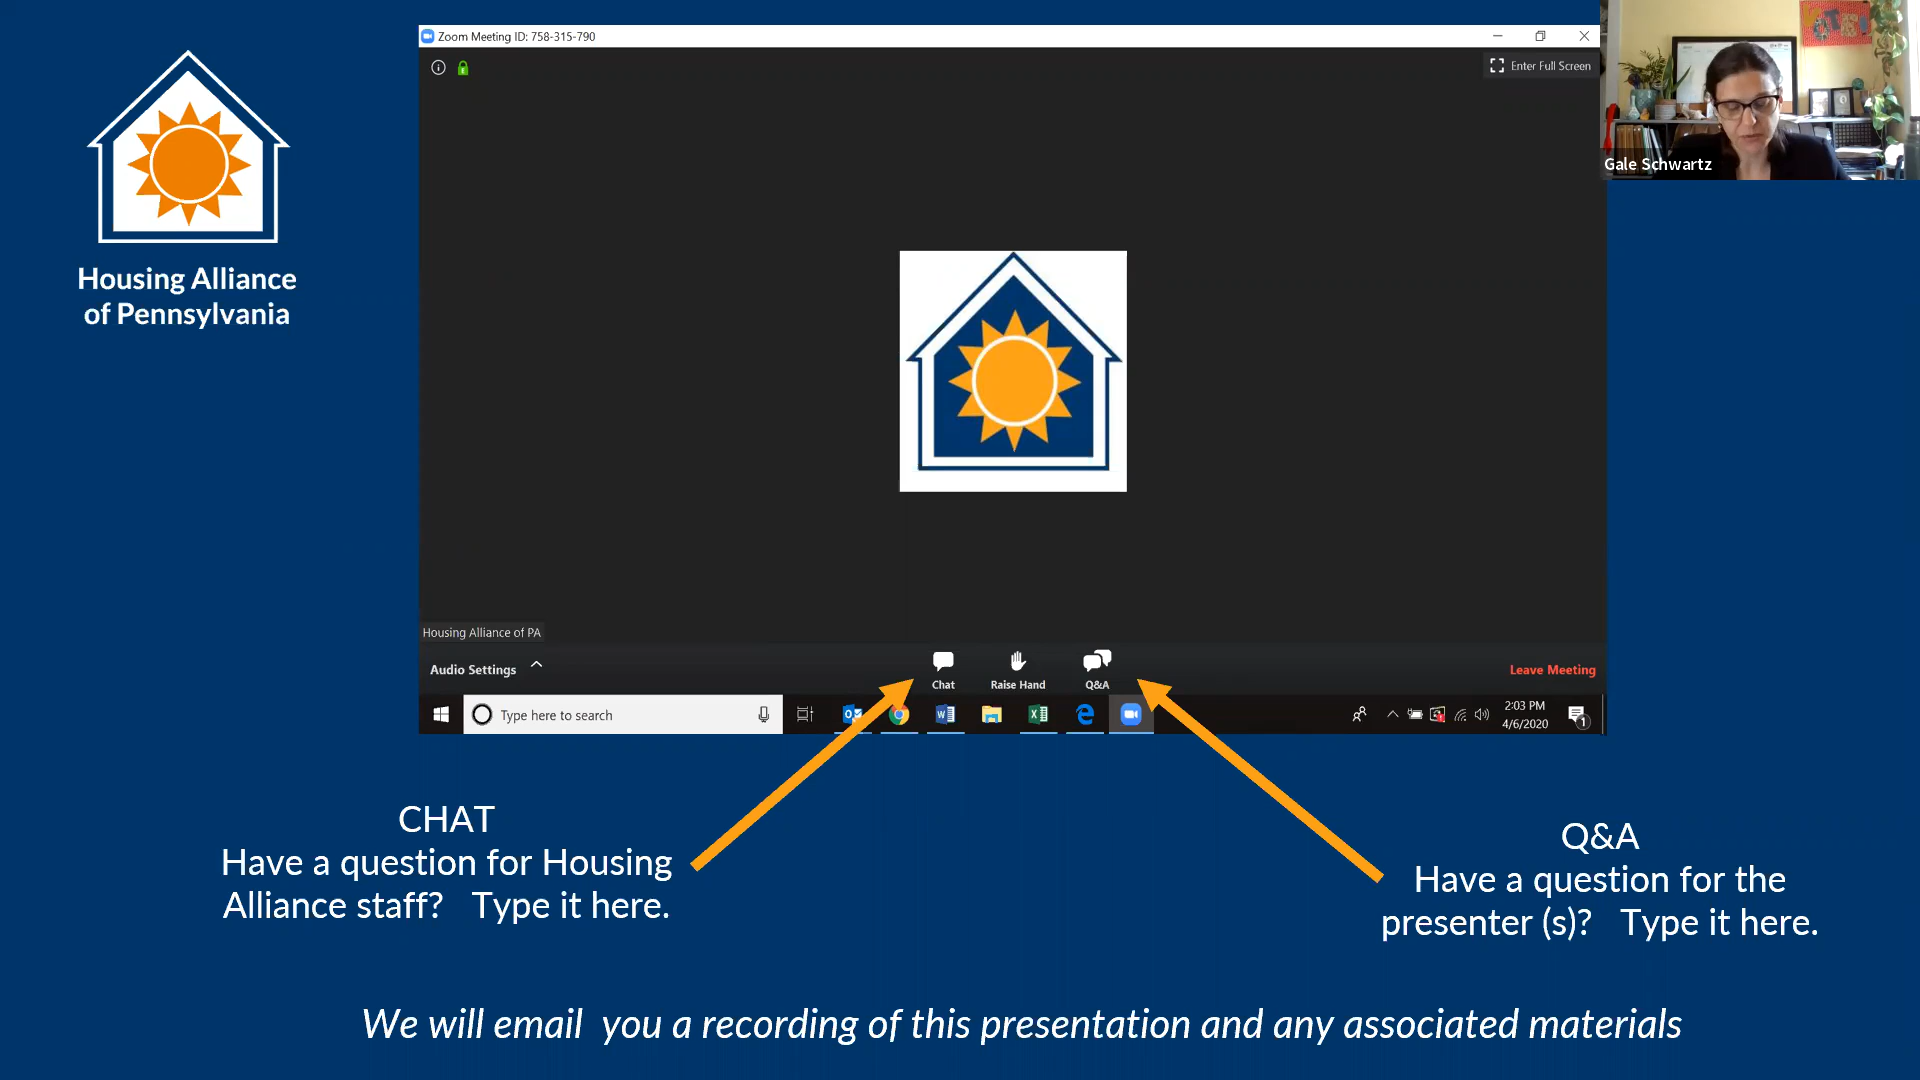 Zoom Meeting ID: 758-315-790
Enter Full Screen
Gale Schwartz
Housing Alliance
of Pennsylvania
Housing Alliance of PA
Audio Settings
Chat
Raise Hand
Q&A
Leave Meeting
Type here to search
2:03 PM
4/6/2020
1
CHAT
Have a question for Housing
Alliance staff? Type it here.
Q&A
Have a question for the
presenter (s)? Type it here.
We will email you a recording of this presentation and any associated materials